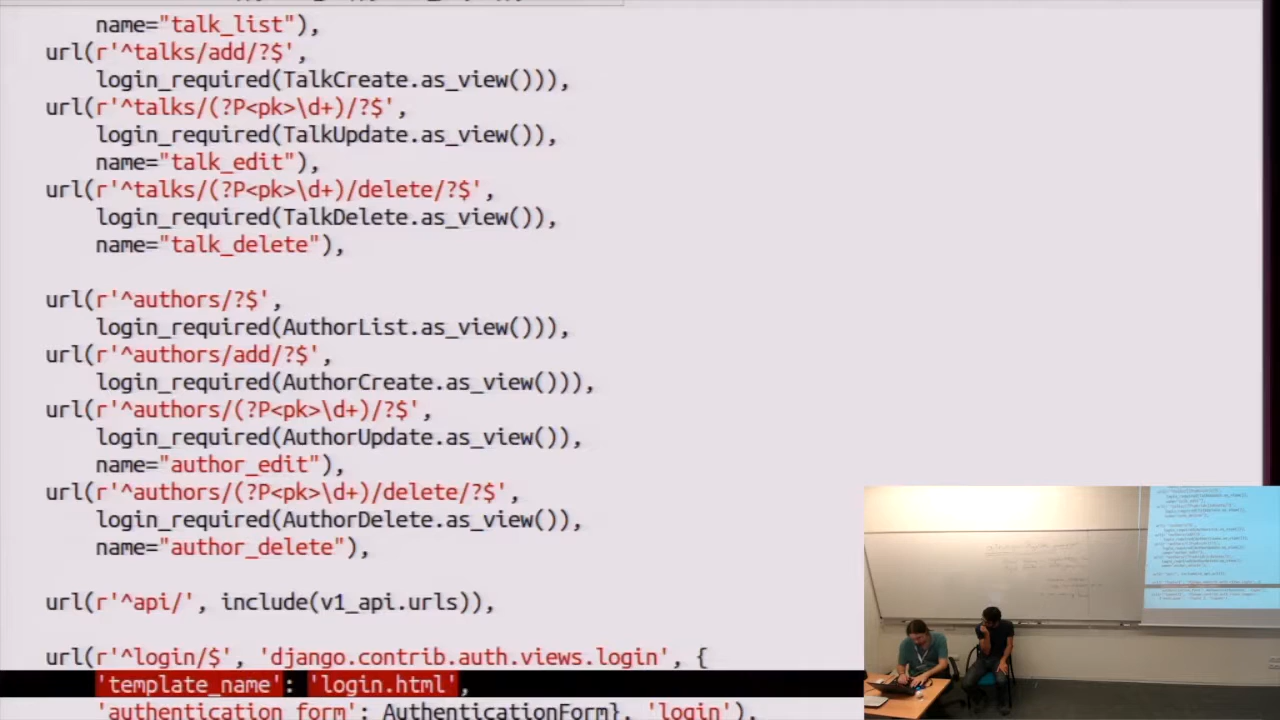 name="talk_list"),
url(r'^talks/add/?$',
login_required(TalkCreate.as_view())),
url(r'^talks/(?P<pk>\d+)/?$',
login_required(TalkUpdate.as_view()),
name="talk_edit"),
url(r'^talks/(?P<pk>\d+)/delete/?$',
login_required(TalkDelete.as_view()),
name="talk_delete"),
url(r'^authors/?$',
login_required(AuthorList.as_view())),
url(r'^authors/add/?$',
login_required(AuthorCreate.as_view())),
url(r'^authors/(?P<pk>\d+)/?$',
login_required(AuthorUpdate.as_view()),
name="author_edit"),
url(r'^authors/(?P<pk>\d+)/delete/?$',
login_required(AuthorDelete.as_view()),
name="author_delete"),
url(r'^api/', include(v1_api.urls)),
url(r'^login/$', 'django.contrib.auth.views.login', {
'template_name': 'login.html',
'authentication_form': AuthenticationForm}, 'login'),